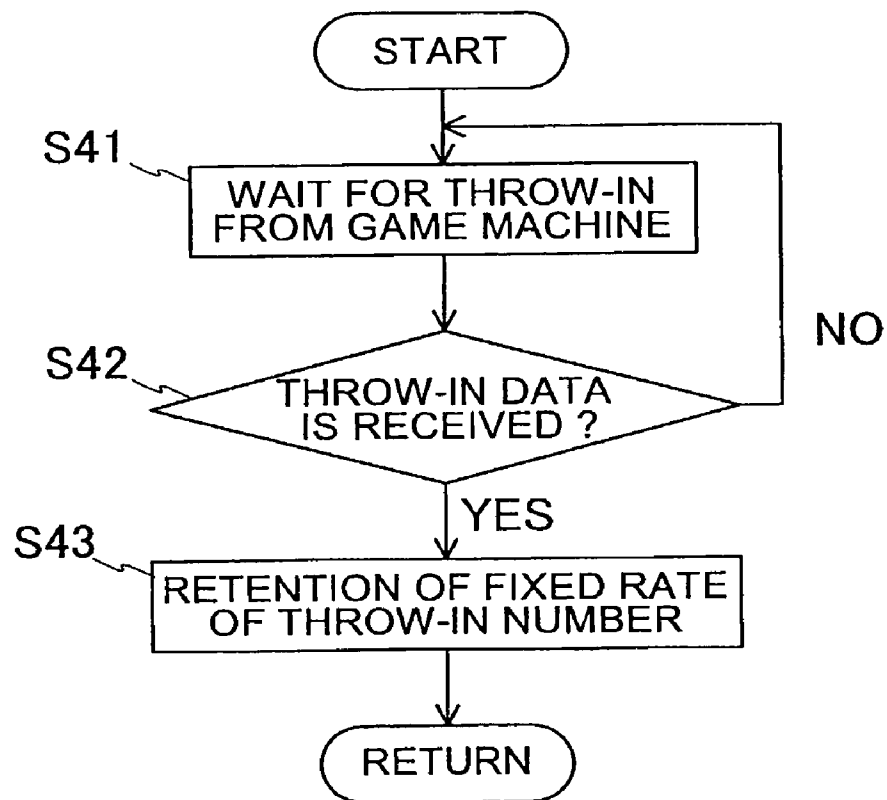 START
S41
WAIT FOR THROW-IN
FROM GAME MACHINE
NO
S42
THROW-IN DATA
IS RECEIVED ?
YES
S43
RETENTION OF FIXED RATE
OF THROW-IN NUMBER
RETURN